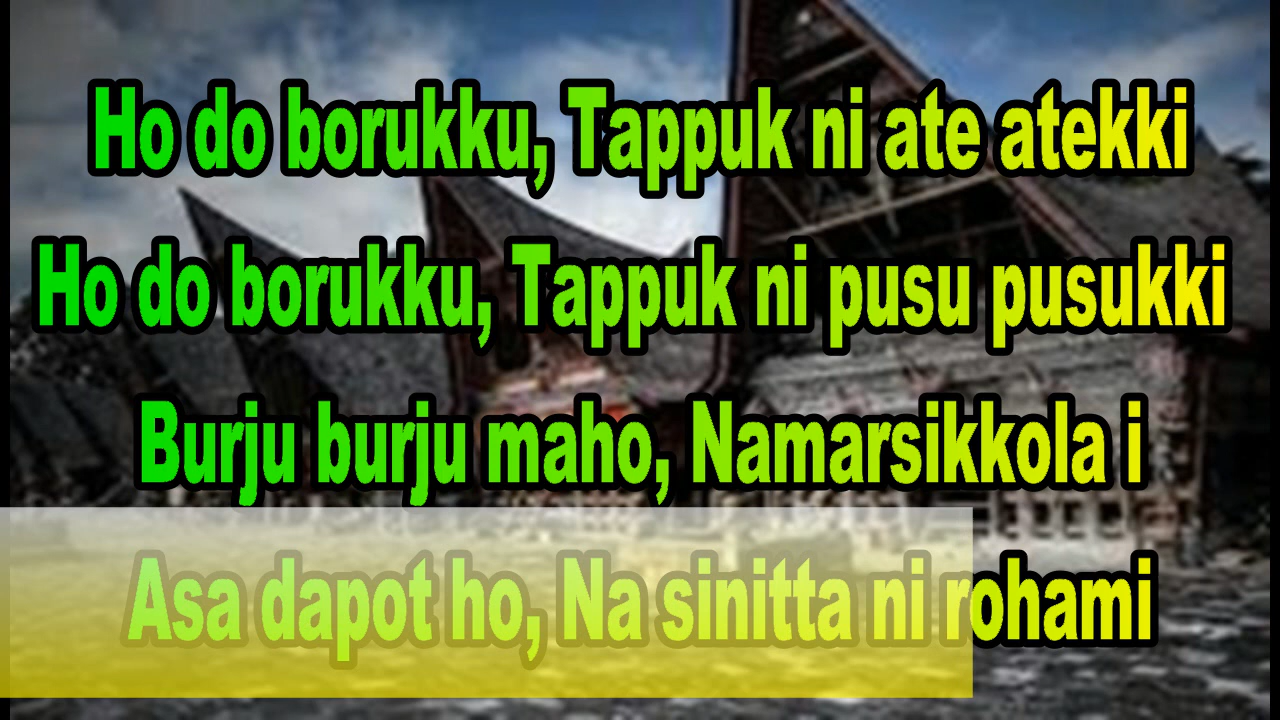 Ho do borukku, Tappuk ni ate atekki
Ho do borukku, Tappuk ni pusu pusukki
Burju burju maho, Namarsikkola i
Asa dapot ho, Na sinitta ni rohami